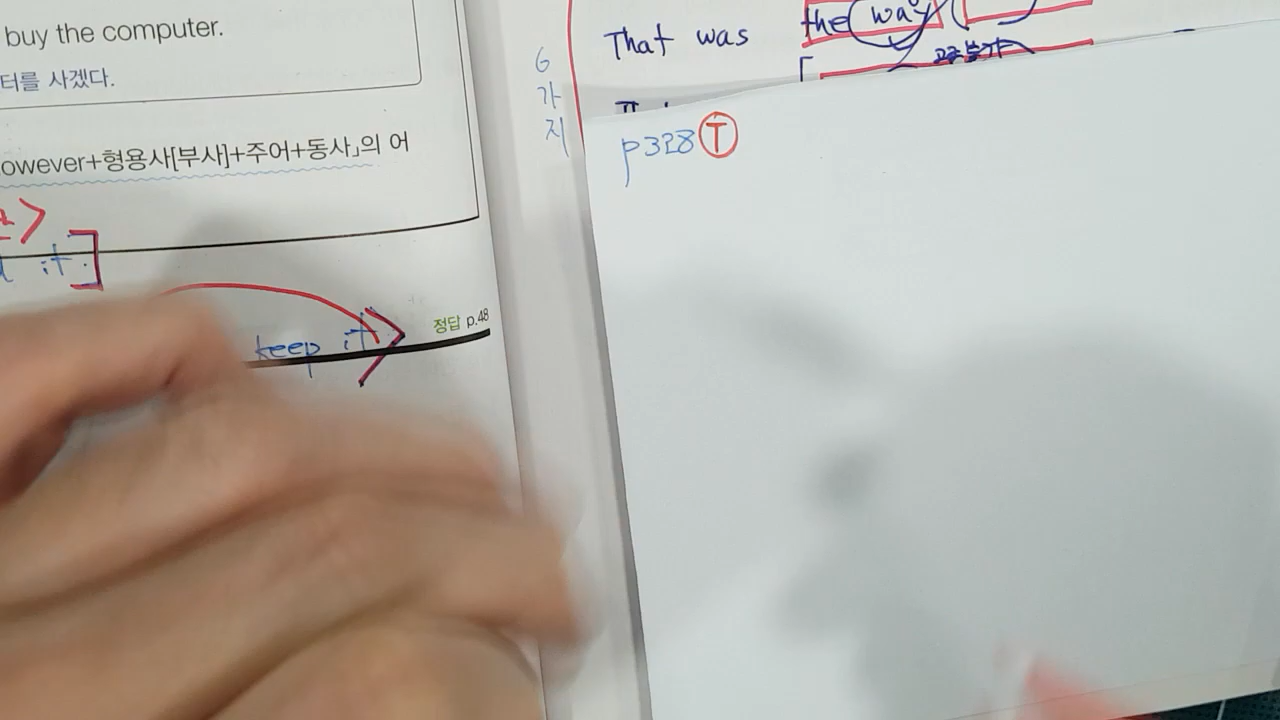 buy the computer.
터를 사겠다.
owever+형용사[부사]+주어+동사」의 어
it.
keep it
정답 p.48
6
가
지
That was the way
p328 T